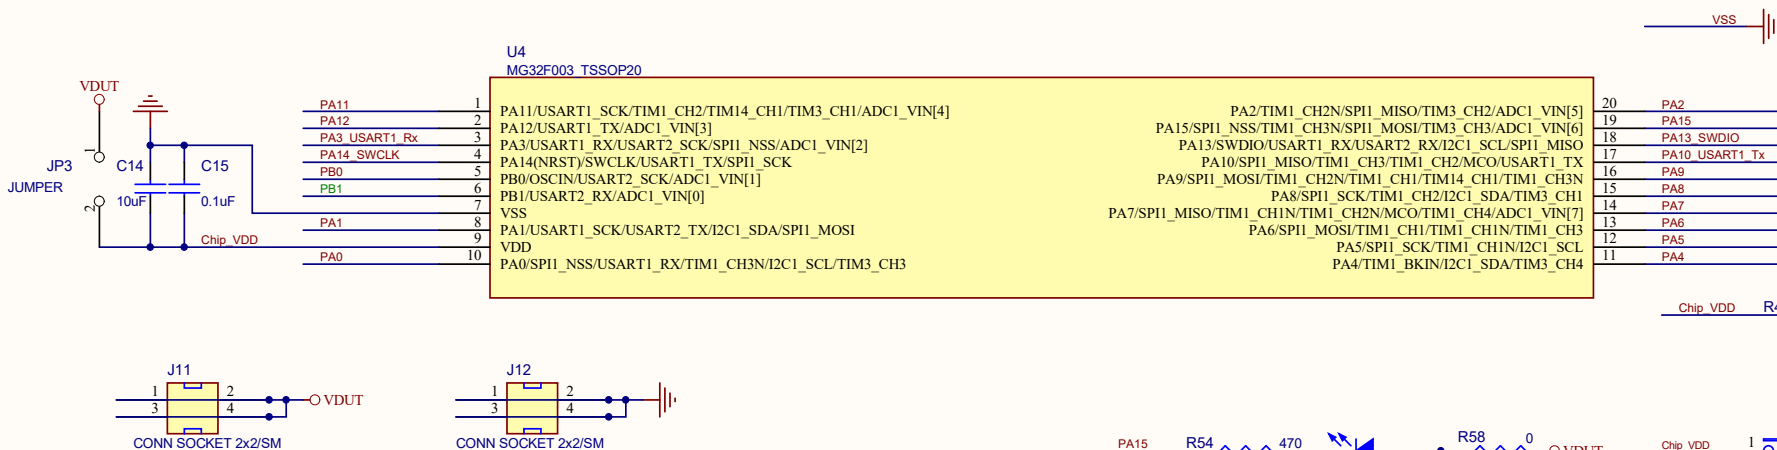 VSS
U4
MG32F003_TSSOP20
VDUT
1
JP3
JUMPER
2
C14
10uF
C15
0.1uF
Chip_VDD
PA11 1 PA11/USART1_SCK/TIM1_CH2/TIM14_CH1/TIM3_CH1/ADC1_VIN[4]
PA12 2 PA12/USART1_TX/ADC1_VIN[3]
PA3_USART1_Rx 3 PA3/USART1_RX/USART2_SCK/SPI1_NSS/ADC1_VIN[2]
PA14_SWCLK 4 PA14(NRST)/SWCLK/USART1_TX/SPI1_SCK
PB0 5 PB0/OSCIN/USART2_SCK/ADC1_VIN[1]
PB1 6 PB1/USART2_RX/ADC1_VIN[0]
7 VSS
PA1 8 PA1/USART1_SCK/USART2_TX/I2C1_SDA/SPI1_MOSI
9 VDD
PA0 10 PA0/SPI1_NSS/USART1_RX/TIM1_CH3N/I2C1_SCL/TIM3_CH3
PA2/TIM1_CH2N/SPI1_MISO/TIM3_CH2/ADC1_VIN[5] 20 PA2
PA15/SPI1_NSS/TIM1_CH3N/SPI1_MOSI/TIM3_CH3/ADC1_VIN[6] 19 PA15
PA13/SWDIO/USART1_RX/USART2_RX/I2C1_SCL/SPI1_MISO 18 PA13_SWDIO
PA10/SPI1_MISO/TIM1_CH3/TIM1_CH2/MCO/USART1_TX 17 PA10_USART1_Tx
PA9/SPI1_MOSI/TIM1_CH2N/TIM1_CH1/TIM14_CH1/TIM1_CH3N 16 PA9
PA8/SPI1_SCK/TIM1_CH2/I2C1_SDA/TIM3_CH1 15 PA8
PA7/SPI1_MISO/TIM1_CH1N/TIM1_CH2N/MCO/TIM1_CH4/ADC1_VIN[7] 14 PA7
PA6/SPI1_MOSI/TIM1_CH1/TIM1_CH1N/TIM1_CH3 13 PA6
PA5/SPI1_SCK/TIM1_CH1N/I2C1_SCL 12 PA5
PA4/TIM1_BKIN/I2C1_SDA/TIM3_CH4 11 PA4
Chip_VDD
J11
1 2
3 4
VDUT
CONN SOCKET 2x2/SM
J12
1 2
3 4
CONN SOCKET 2x2/SM
PA15 R54 470
R58 0
VDUT
Chip_VDD 1